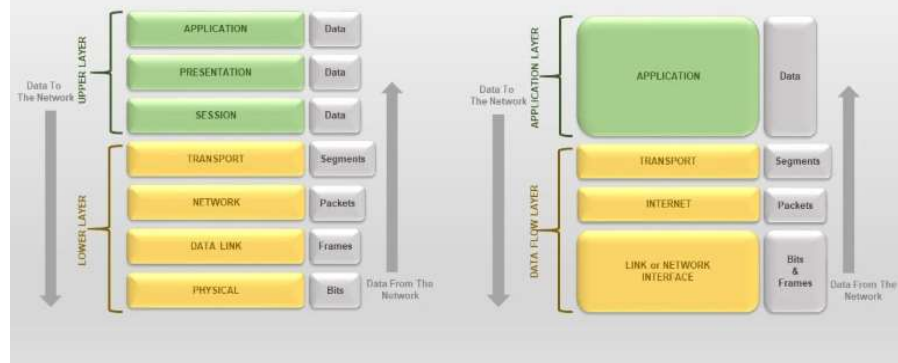 UPPER LAYER
APPLICATION
Data
PRESENTATION
Data
SESSION
Data
Data To
The Network
LOWER LAYER
TRANSPORT
Segments
NETWORK
Packets
DATA LINK
Frames
PHYSICAL
Bits
Data From The
Network
APPLICATION LAYER
APPLICATION
Data
Data To
The Network
DATA FLOW LAYER
TRANSPORT
Segments
INTERNET
Packets
LINK or NETWORK
INTERFACE
Bits
&
Frames
Data From The
Network